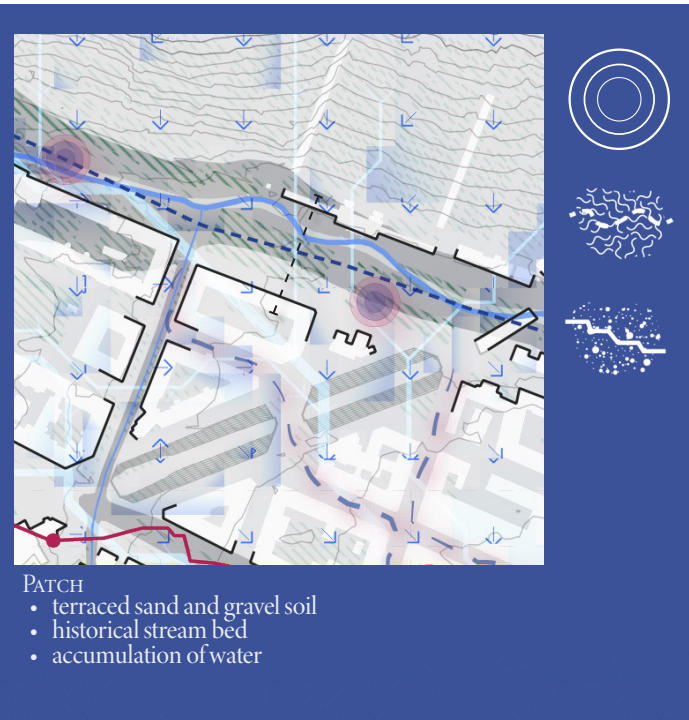 P
PATCH
• terraced sand and gravel soil
• historical stream bed
• accumulation of water